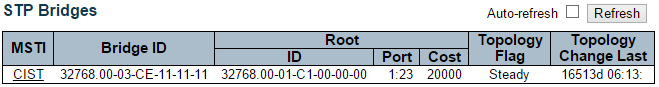 STP Bridges
Auto-refresh Refresh
MSTI Bridge ID Root Topology Flag Topology Change Last
ID Port Cost
CIST 32768.00-03-CE-11-11-11 32768.00-01-C1-00-00-00 1:23 20000 Steady 16513d 06:13: